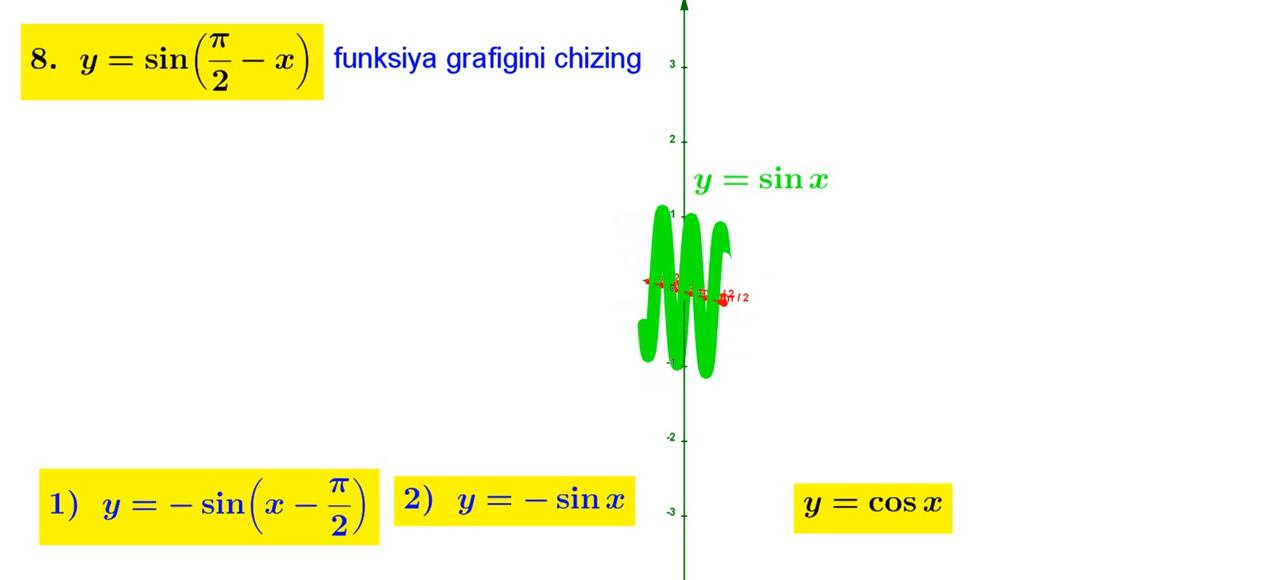 8. y = sin(π/2 − x) funksiya grafigini chizing
3
2
y = sin x
1
0
-1
-2
-3
1) y = − sin(x − π/2)
2) y = − sin x
y = cos x